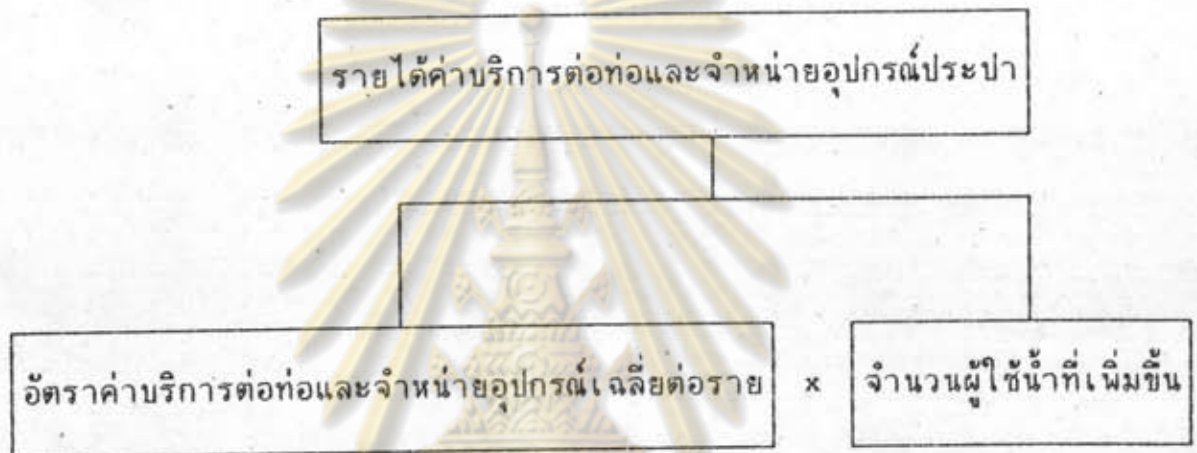 รายได้ค่าบริการต่อท่อและจำหน่ายอุปกรณ์ประปา
อัตราค่าบริการต่อท่อและจำหน่ายอุปกรณ์เฉลี่ยต่อราย x จำนวนผู้ใช้น้ำที่เพิ่มขึ้น